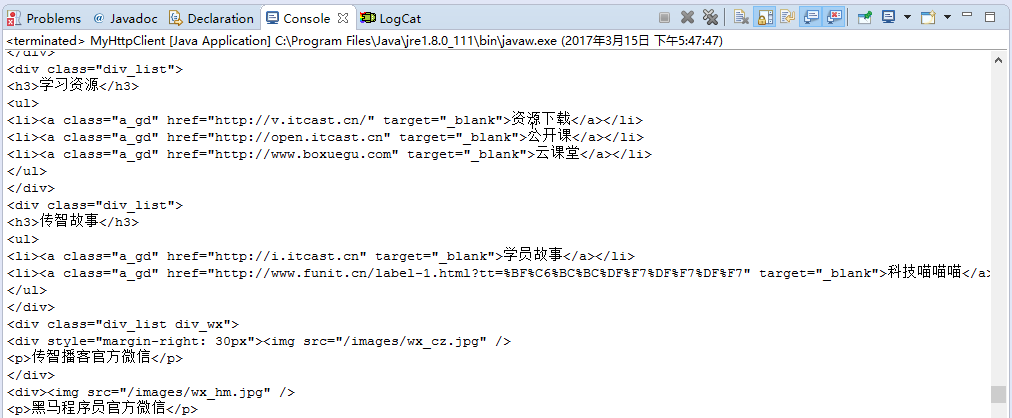 Problems @ Javadoc Declaration Console LogCat
<terminated> MyHttpClient [Java Application] C:\Program Files\Java\jre1.8.0_111\bin\javaw.exe (2017年3月15日 下午5:47:47)
</div>
<div class="div_list">
<h3>学习资源</h3>
<ul>
<li><a class="a_gd" href="http://v.itcast.cn/" target="_blank">资源下载</a></li>
<li><a class="a_gd" href="http://open.itcast.cn" target="_blank">公开课</a></li>
<li><a class="a_gd" href="http://www.boxuegu.com" target="_blank">云课堂</a></li>
</ul>
</div>
<div class="div_list">
<h3>传智故事</h3>
<ul>
<li><a class="a_gd" href="http://i.itcast.cn" target="_blank">学员故事</a></li>
<li><a class="a_gd" href="http://www.funit.cn/label-1.html?tt=%BF%C6%BC%BC%DF%F7%DF%F7%DF%F7" target="_blank">科技喵喵喵</a>
</ul>
</div>
<div class="div_list div_wx">
<div style="margin-right: 30px"><img src="/images/wx_cz.jpg" />
<p>传智播客官方微信</p>
</div>
<div><img src="/images/wx_hm.jpg" />
<p>黑马程序员官方微信</p>